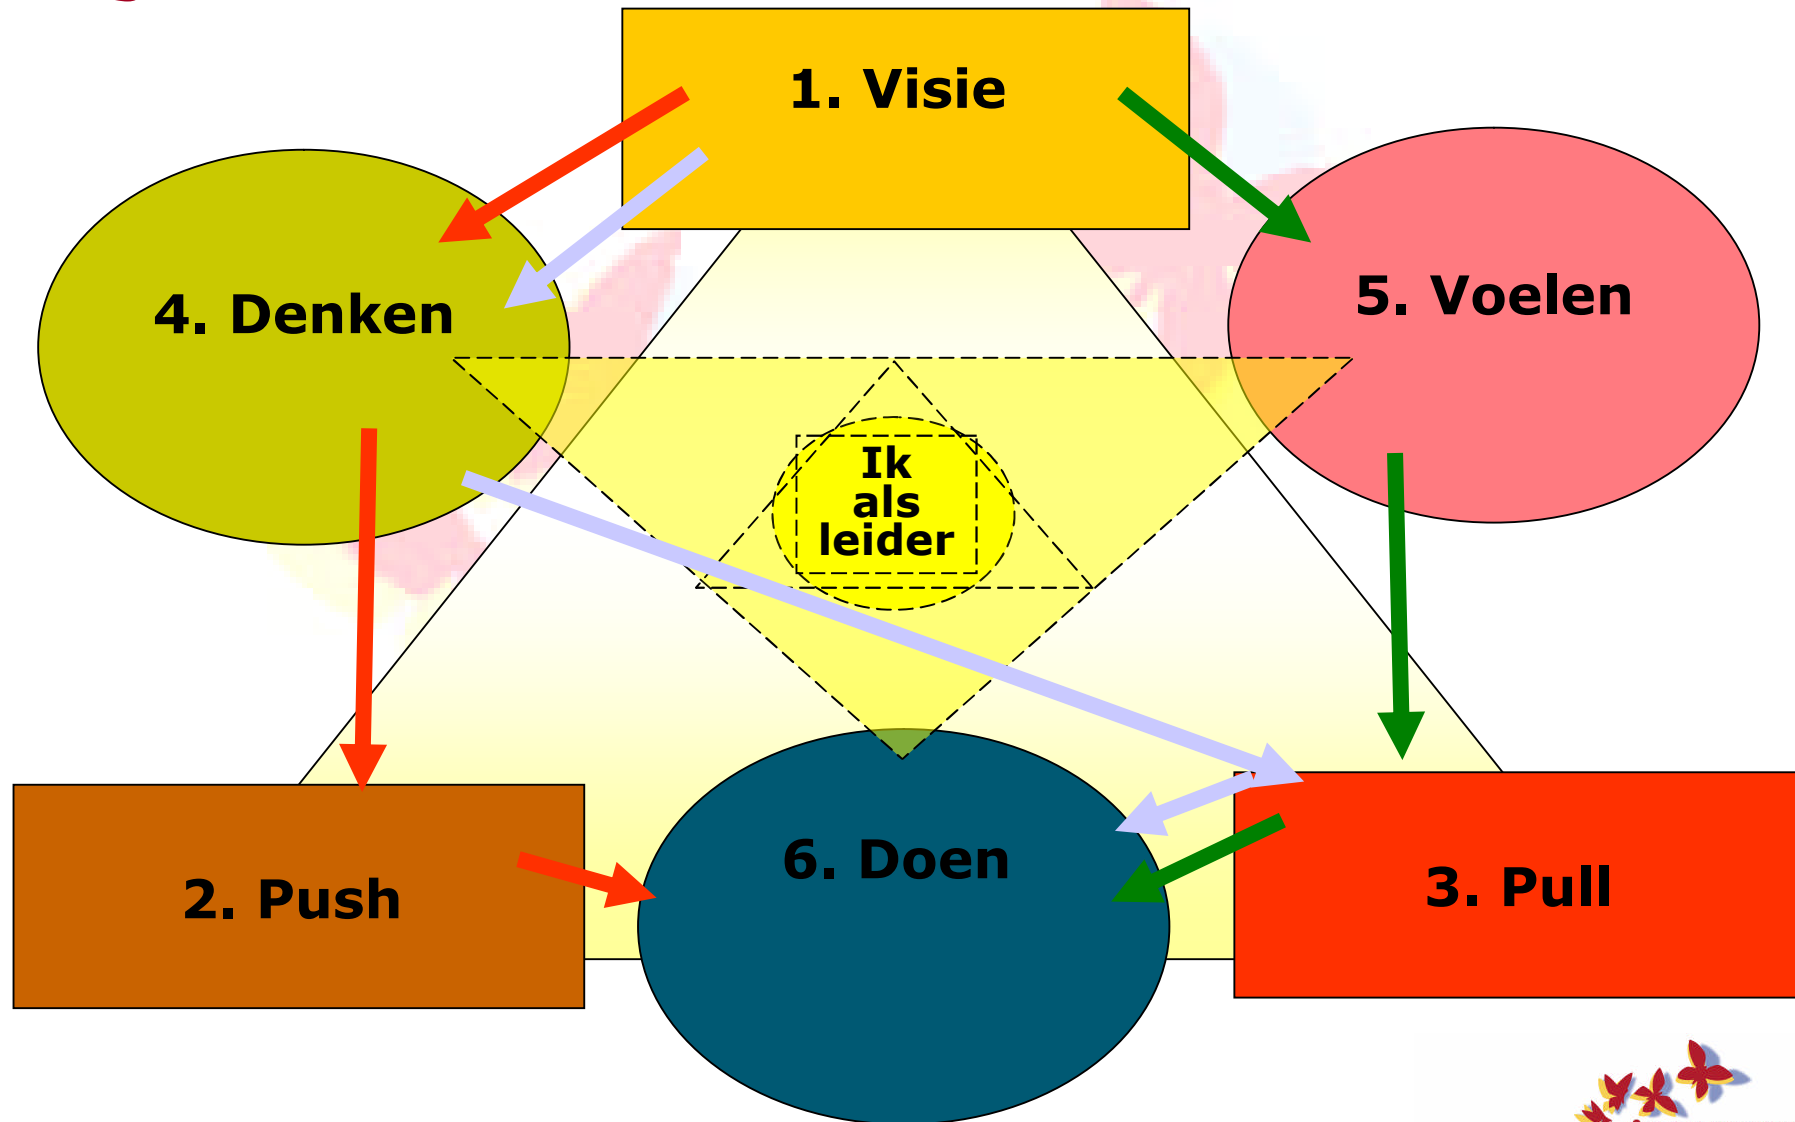 1. Visie
5. Voelen
4. Denken
Ik
als
leider
6. Doen
3. Pull
2. Push